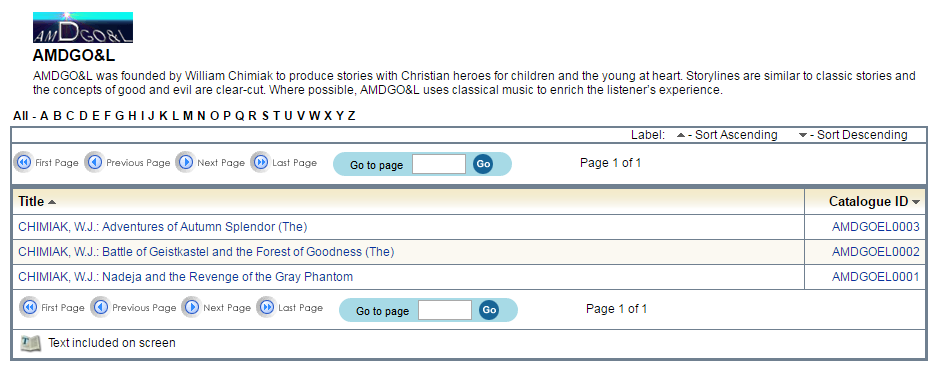 AMDGO&L
AMDGO&L
AMDGO&L was founded by William Chimiak to produce stories with Christian heroes for children and the young at heart. Storylines are similar to classic stories and
the concepts of good and evil are clear-cut. Where possible, AMDGO&L uses classical music to enrich the listener's experience.
All - A B C D E F G H I J K L M N O P Q R S T U V W X Y Z
Label: - Sort Ascending - Sort Descending
First Page Previous Page Next Page Last Page Go to page Go Page 1 of 1
Title Catalogue ID
CHIMIAK, W.J.: Adventures of Autumn Splendor (The) AMDGOEL0003
CHIMIAK, W.J.: Battle of Geistkastel and the Forest of Goodness (The) AMDGOEL0002
CHIMIAK, W.J.: Nadeja and the Revenge of the Gray Phantom AMDGOEL0001
First Page Previous Page Next Page Last Page Go to page Go Page 1 of 1
T Text included on screen